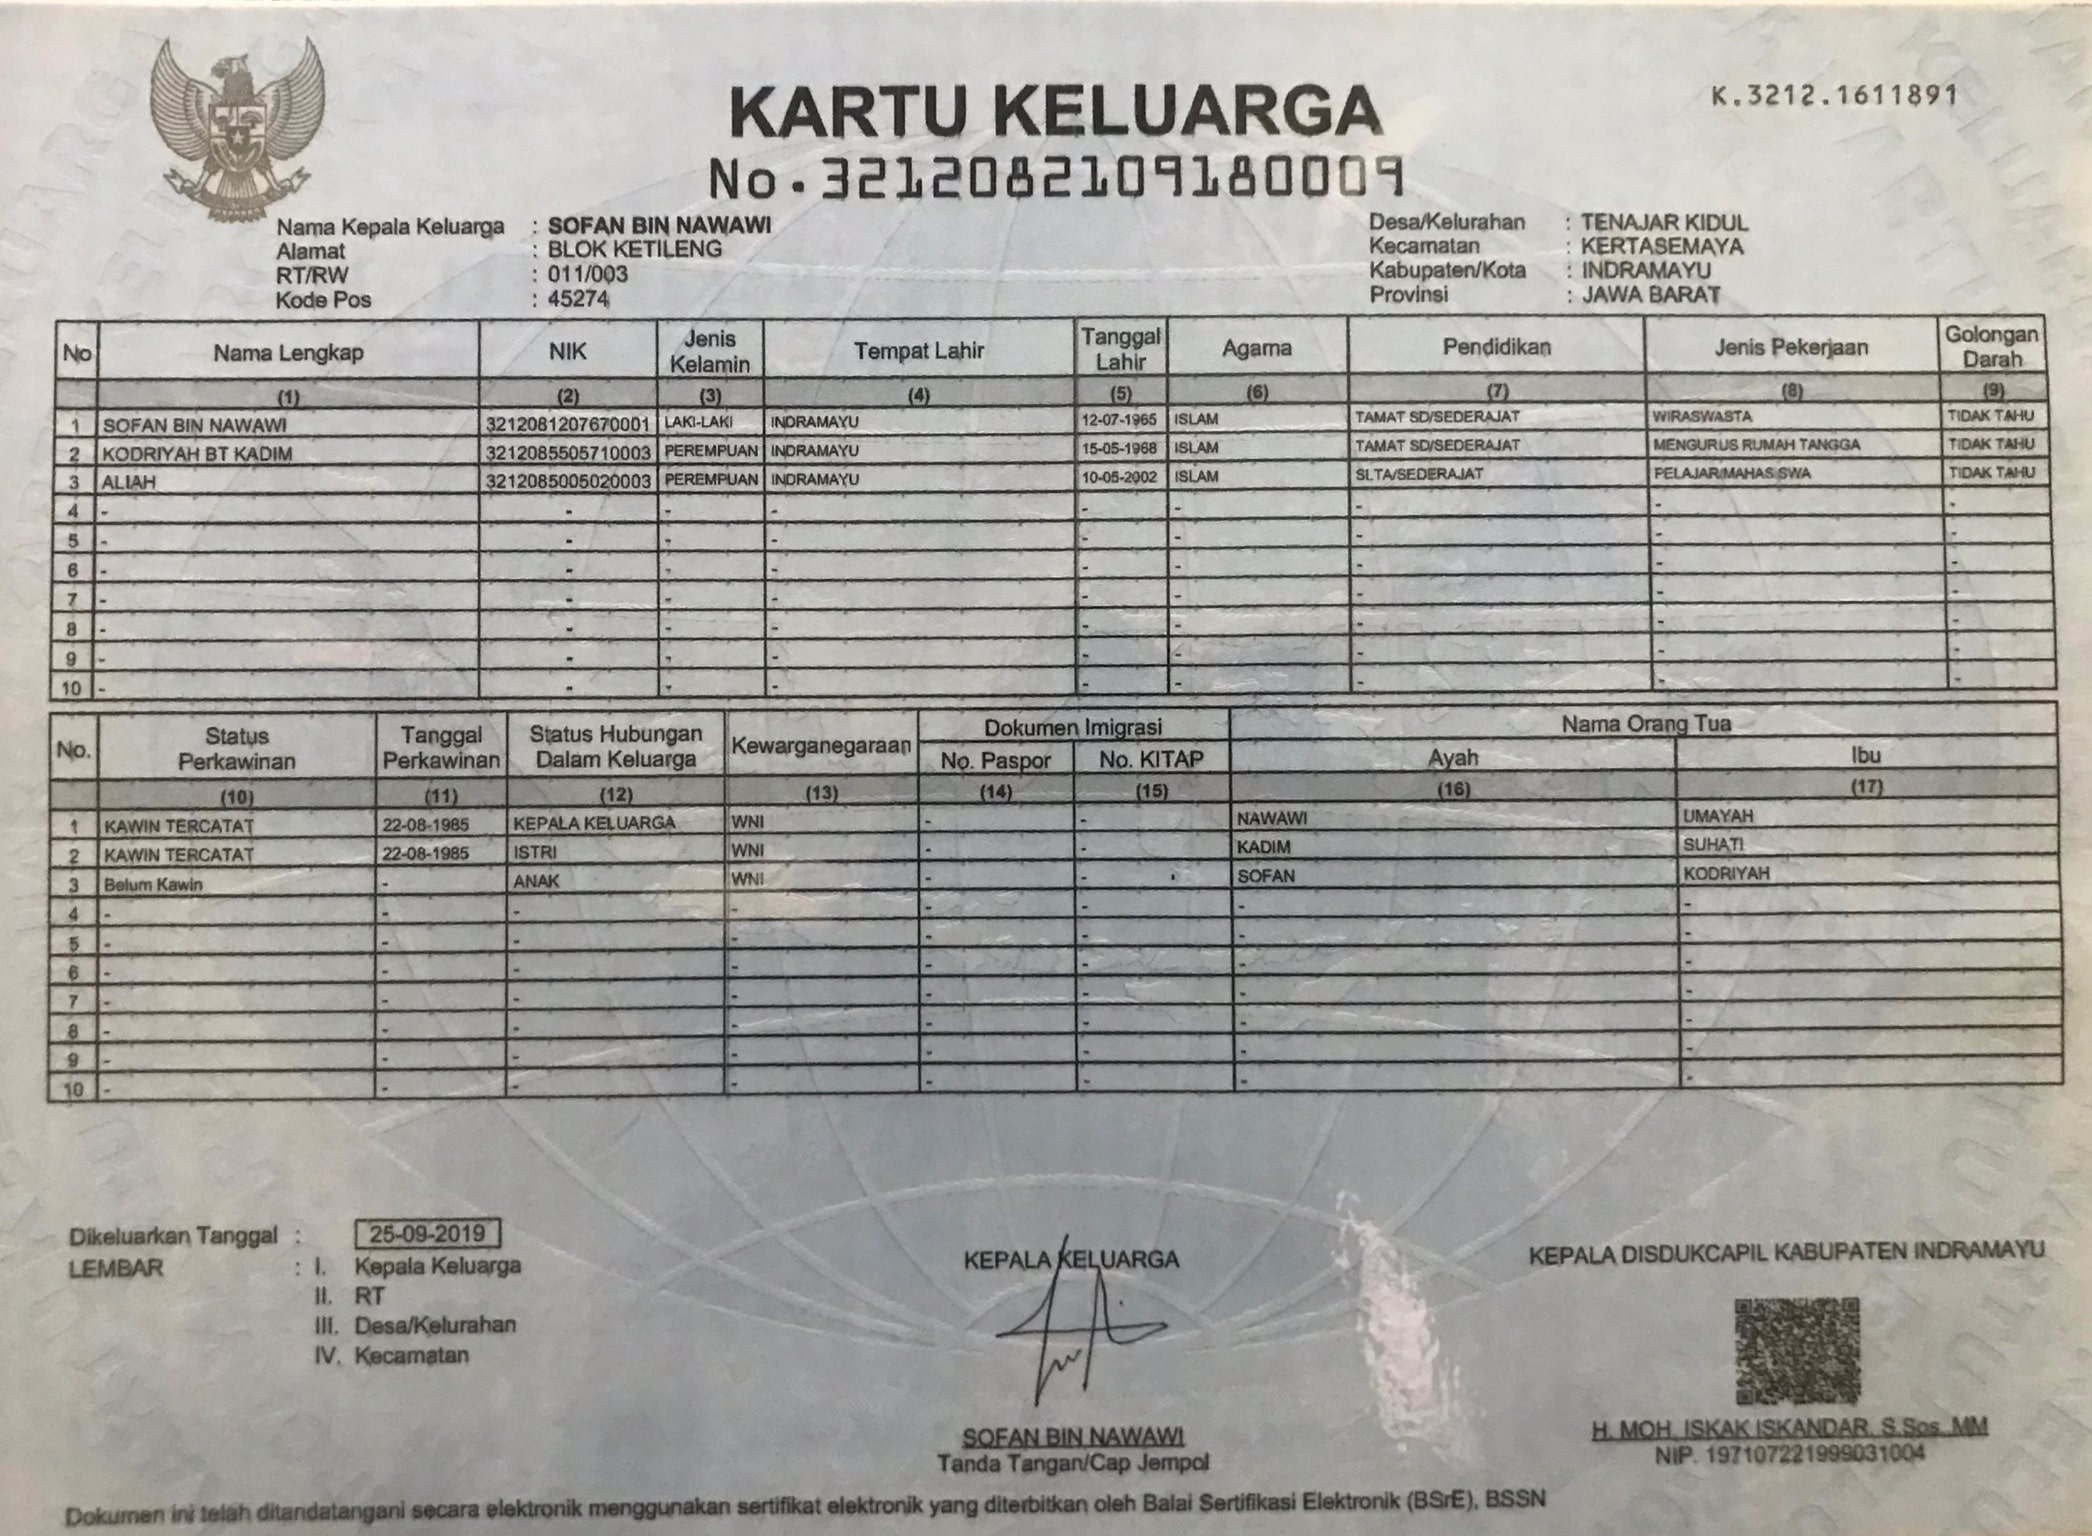 KARTU KELUARGA
No.3212082109180009
K.3212.1611891
Nama Kepala Keluarga : SOFAN BIN NAWAWI
Alamat : BLOK KETILENG
RT/RW : 011/003
Kode Pos : 45274
Desa/Kelurahan : TENAJAR KIDUL
Kecamatan : KERTASEMAYA
Kabupaten/Kota : INDRAMAYU
Provinsi : JAWA BARAT
No Nama Lengkap NIK Jenis Kelamin Tempat Lahir Tanggal Lahir Agama Pendidikan Jenis Pekerjaan Golongan Darah
(1) (2) (3) (4) (5) (6) (7) (8) (9)
1 SOFAN BIN NAWAWI 3212081207670001 LAKI-LAKI INDRAMAYU 12-07-1965 ISLAM TAMAT SD/SEDERAJAT WIRASWASTA TIDAK TAHU
2 KODRIYAH BT KADIM 3212085505710003 PEREMPUAN INDRAMAYU 15-05-1968 ISLAM TAMAT SD/SEDERAJAT MENGURUS RUMAH TANGGA TIDAK TAHU
3 ALIAH 3212085005020003 PEREMPUAN INDRAMAYU 10-05-2002 ISLAM SLTA/SEDERAJAT PELAJAR/MAHASISWA TIDAK TAHU
4 - - - - - - - - -
5 - - - - - - - - -
6 - - - - - - - - -
7 - - - - - - - - -
8 - - - - - - - - -
9 - - - - - - - - -
10 - - - - - - - - -
No. Status Perkawinan Tanggal Perkawinan Status Hubungan Dalam Keluarga Kewarganegaraan Dokumen Imigrasi Nama Orang Tua
No. Paspor No. KITAP Ayah Ibu
(10) (11) (12) (13) (14) (15) (16) (17)
1 KAWIN TERCATAT 22-08-1985 KEPALA KELUARGA WNI - - NAWAWI UMAYAH
2 KAWIN TERCATAT 22-08-1985 ISTRI WNI - - KADIM SUHATI
3 Belum Kawin - ANAK WNI - - SOFAN KODRIYAH
4 - - - - - - - -
5 - - - - - - - -
6 - - - - - - - -
7 - - - - - - - -
8 - - - - - - - -
9 - - - - - - - -
10 - - - - - - - -
Dikeluarkan Tanggal : 25-09-2019
LEMBAR : I. Kepala Keluarga
II. RT
III. Desa/Kelurahan
IV. Kecamatan
KEPALA KELUARGA
SOFAN BIN NAWAWI
Tanda Tangan/Cap Jempol
KEPALA DISDUKCAPIL KABUPATEN INDRAMAYU
H. MOH. ISKAK ISKANDAR, S.Sos.,MM
NIP. 197107221999031004
Dokumen ini telah ditandatangani secara elektronik menggunakan sertifikat elektronik yang diterbitkan oleh Balai Sertifikasi Elektronik (BSrE), BSSN